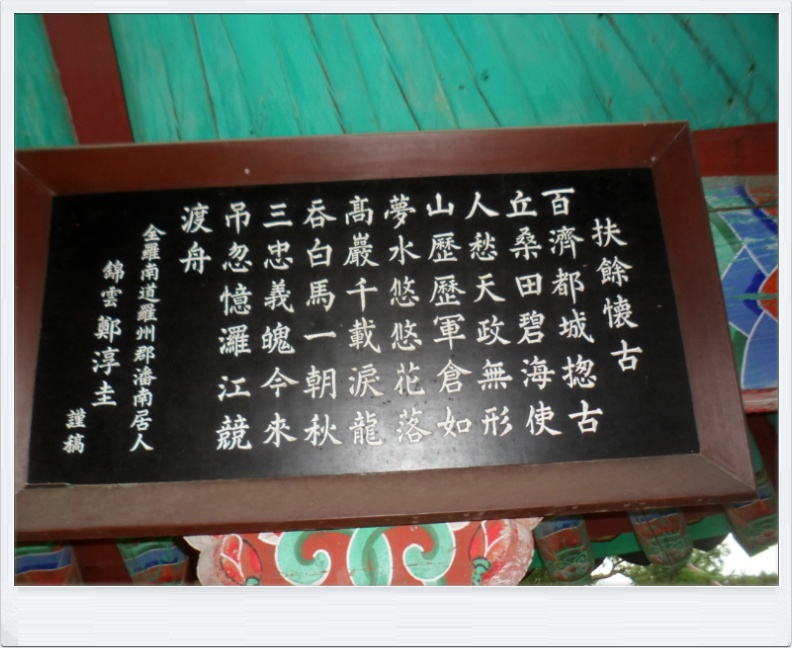 扶餘懷古
百濟都城揔古
丘桑田碧海使
人愁天政無形
山歷歷軍倉如
夢水悠悠花落
高巖千載淚龍
吞白馬一朝秋
三忠義魄今來
吊忽憶灑江競
渡舟
全羅南道羅州郡潘南居人
錦雲鄭淳圭
謹稿